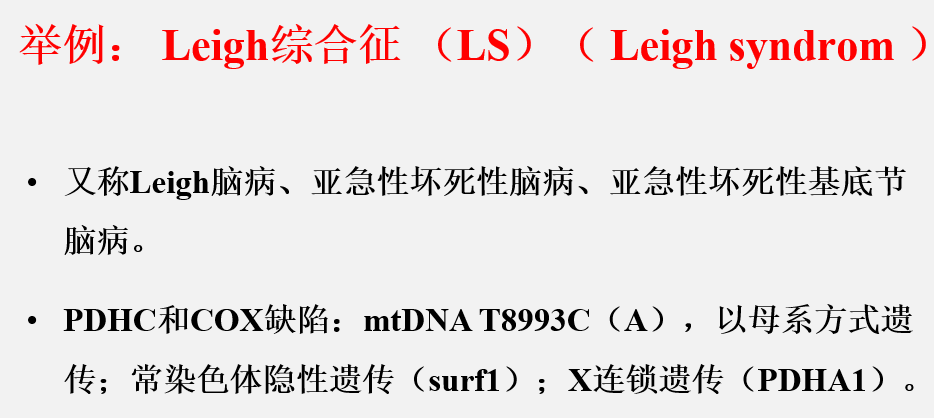 举例： Leigh综合征 （LS）（ Leigh syndrom ）
• 又称Leigh脑病、亚急性坏死性脑病、亚急性坏死性基底节
脑病。
• PDHC和COX缺陷：mtDNA T8993C（A），以母系方式遗
传；常染色体隐性遗传（surf1）；X连锁遗传（PDHA1）。